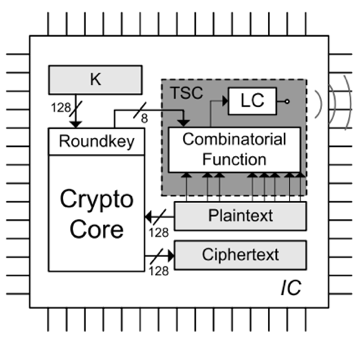 K
TSC
LC
128
8
Roundkey
Combinatorial
Function
Crypto
Core
Plaintext
128
Ciphertext
128
IC